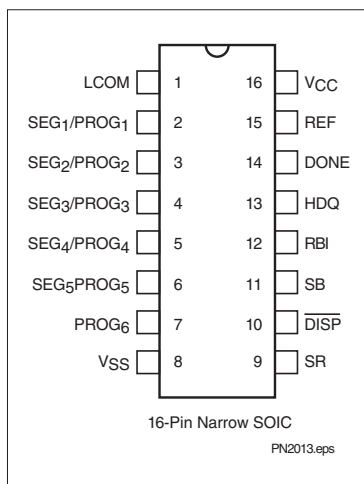 LCOM 1 16 VCC
SEG1/PROG1 2 15 REF
SEG2/PROG2 3 14 DONE
SEG3/PROG3 4 13 HDQ
SEG4/PROG4 5 12 RBI
SEG5PROG5 6 11 SB
PROG6 7 10 DISP
VSS 8 9 SR
16-Pin Narrow SOIC
PN2013.eps